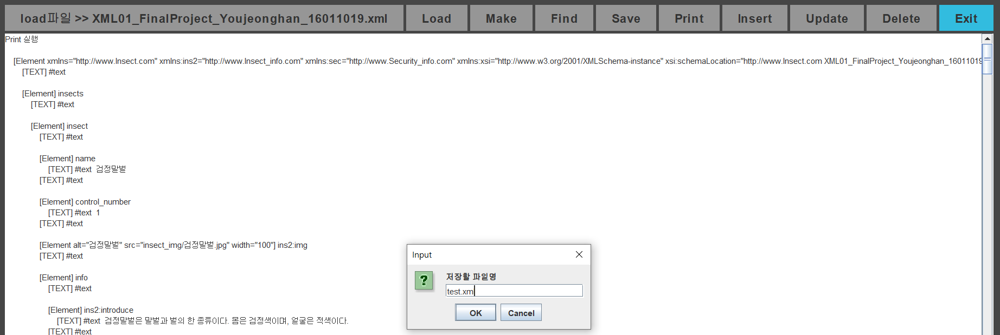 load파일 >> XML01_FinalProject_Youjeonghan_16011019.xml Load Make Find Save Print Insert Update Delete Exit
Print 실행
[Element xmlns="http://www.Insect.com" xmlns:ins2="http://www.Insect_info.com" xmlns:sec="http://www.Security_info.com" xmlns:xsi="http://www.w3.org/2001/XMLSchema-instance" xsi:schemaLocation="http://www.Insect.com XML01_FinalProject_Youjeonghan_16011019
[TEXT] #text
[Element] insects
[TEXT] #text
[Element] insect
[TEXT] #text
[Element] name
[TEXT] #text 검정말벌
[TEXT] #text
[Element] control_number
[TEXT] #text 1
[TEXT] #text
[Element alt="검정말벌" src="insect_img/검정말벌.jpg" width="100"] ins2:img
[TEXT] #text
[Element] info
[TEXT] #text
[Element] ins2:introduce
[TEXT] #text 검정말벌은 말벌과 벌의 한 종류이다. 몸은 검정색이며, 얼굴은 적색이다.
[TEXT] #text
Input
저장할 파일명
test.xm
OK Cancel